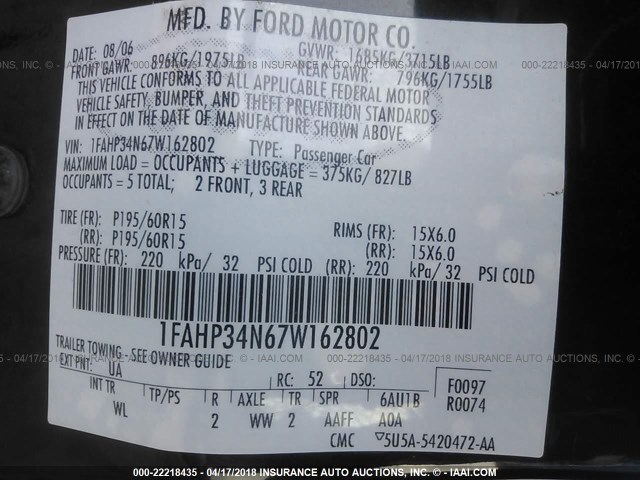 MFD. BY FORD MOTOR CO.
DATE: 08/06 GVWR: 1685KG/3715LB
FRONT GAWR: 896KG/1975LB REAR GAWR: 796KG/1755LB
THIS VEHICLE CONFORMS TO ALL APPLICABLE FEDERAL MOTOR
VEHICLE SAFETY, BUMPER, AND THEFT PREVENTION STANDARDS
IN EFFECT ON THE DATE OF MANUFACTURE SHOWN ABOVE.
VIN: 1FAHP34N67W162802 TYPE: Passenger Car
MAXIMUM LOAD = OCCUPANTS + LUGGAGE = 375KG/ 827LB
OCCUPANTS = 5 TOTAL; 2 FRONT, 3 REAR
TIRE (FR): P195/60R15 RIMS (FR): 15X6.0
(RR): P195/60R15 (RR): 15X6.0
PRESSURE (FR): 220 kPa/ 32 PSI COLD (RR): 220 kPa/ 32 PSI COLD
1FAHP34N67W162802
TRAILER TOWING - SEE OWNER GUIDE
EXT PNT: UA RC: 52 DSO: F0097
INT TR TP/PS R AXLE TR SPR 6AU1B R0074
WL 2 WW 2 AAFF A0A
CMC ▽5U5A-5420472-AA
000-22218435 - 04/17/2018 INSURANCE AUTO AUCTIONS © - IAAI.COM